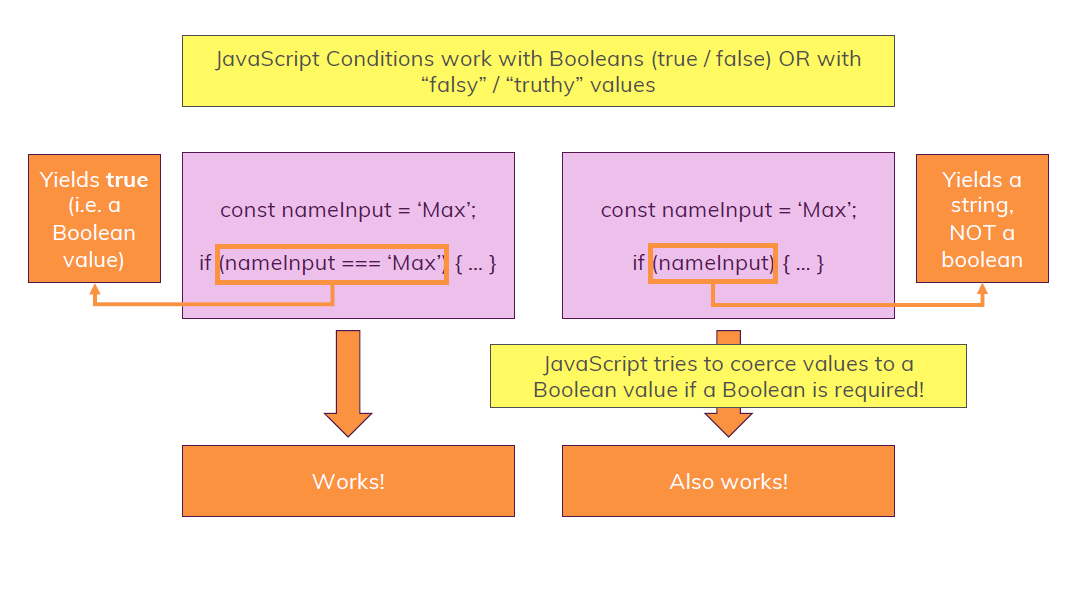 JavaScript Conditions work with Booleans (true / false) OR with
“falsy” / “truthy” values
Yields true
(i.e. a
Boolean
value)
const nameInput = ‘Max’;
if (nameInput === ‘Max’) { … }
const nameInput = ‘Max’;
if (nameInput) { … }
Yields a
string,
NOT a
boolean
JavaScript tries to coerce values to a
Boolean value if a Boolean is required!
Works!
Also works!